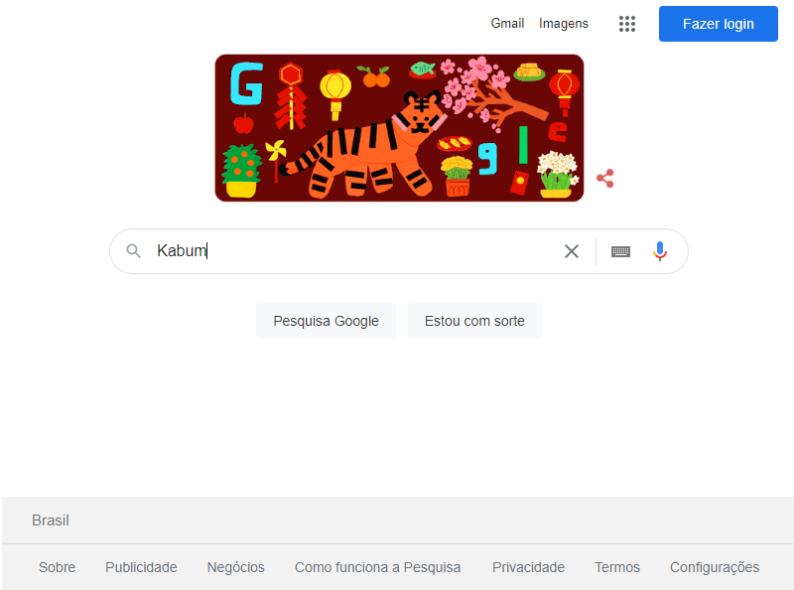 Gmail Imagens Fazer login
G g l e
Kabum
Pesquisa Google Estou com sorte
Brasil
Sobre Publicidade Negócios Como funciona a Pesquisa Privacidade Termos Configurações